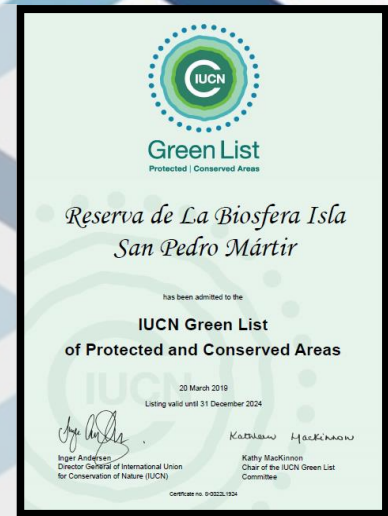 IUCN
Green List
Protected | Conserved Areas
Reserva de La Biosfera Isla
San Pedro Mártir
has been admitted to the
IUCN Green List
of Protected and Conserved Areas
20 March 2019
Listing valid until 31 December 2024
Inger Andersen
Director General of International Union
for Conservation of Nature (IUCN)
Kathleen MacKinnon
Kathy MacKinnon
Chair of the IUCN Green List
Committee
IUCN